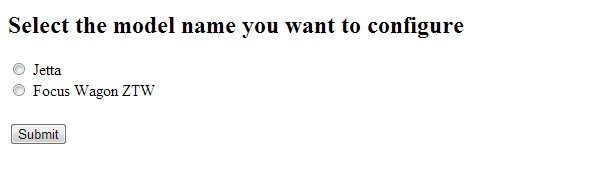 Select the model name you want to configure
Jetta
Focus Wagon ZTW
Submit